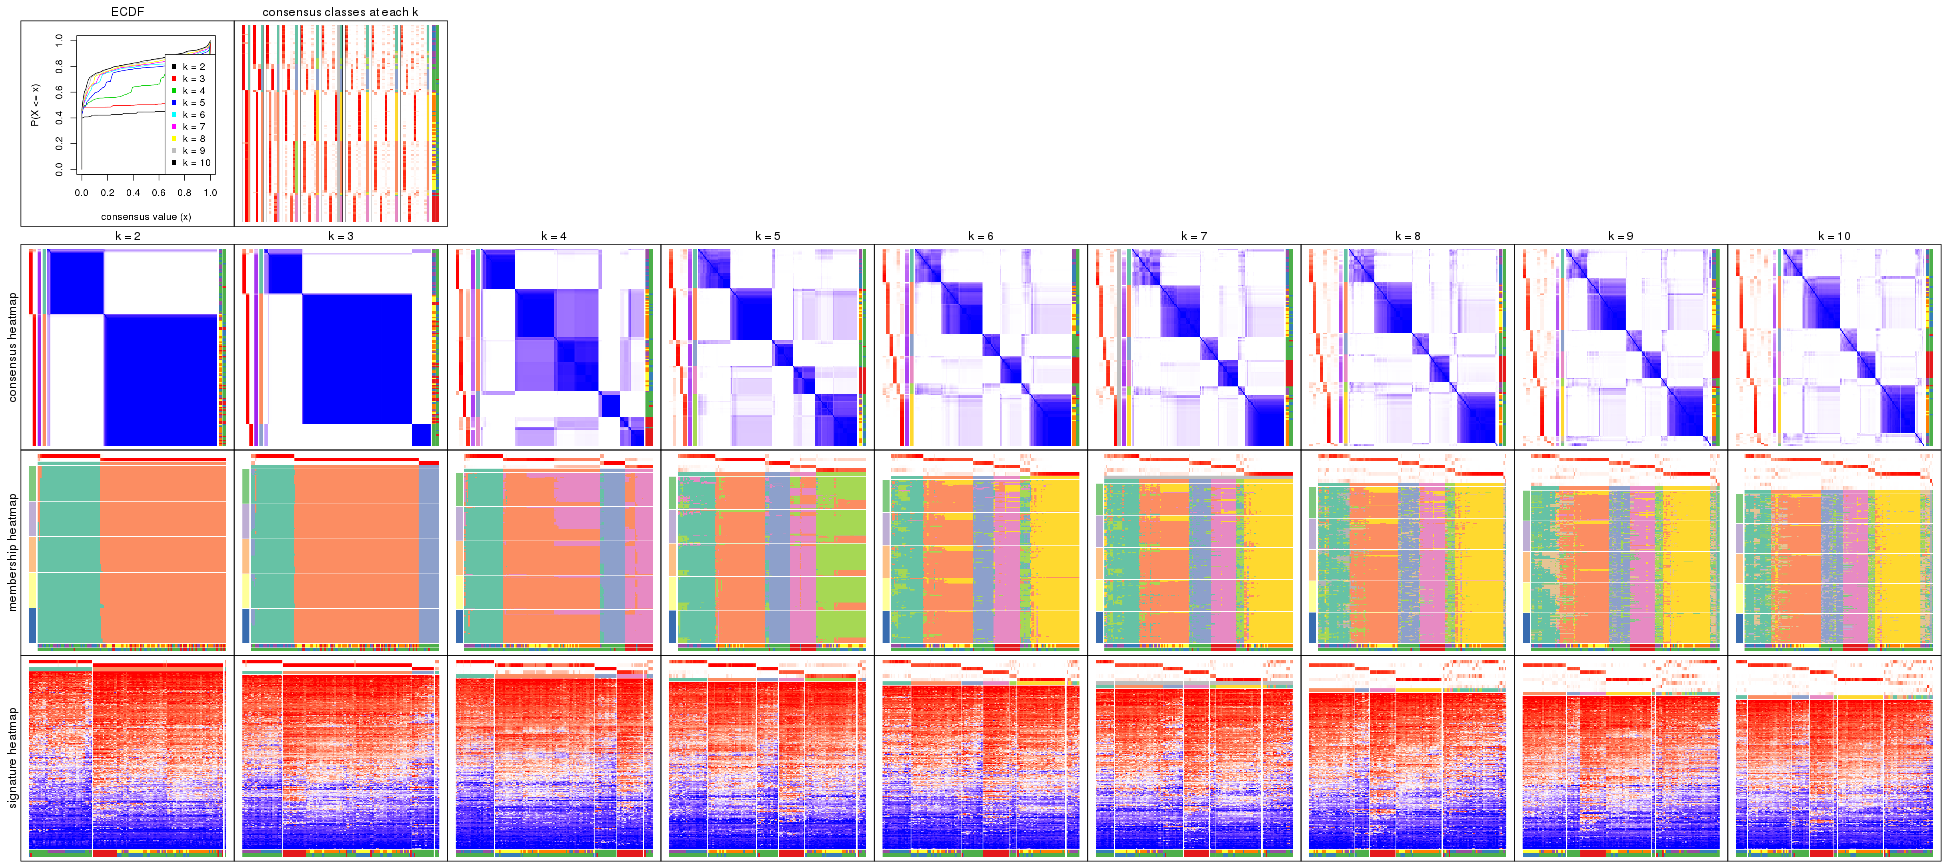 ECDF
consensus classes at each k
P(X <= x)
0.0
0.2
0.4
0.6
0.8
1.0
k = 2
k = 3
k = 4
k = 5
k = 6
k = 7
k = 8
k = 9
k = 10
0.0 0.2 0.4 0.6 0.8 1.0
consensus value (x)
k = 2
k = 3
k = 4
k = 5
k = 6
k = 7
k = 8
k = 9
k = 10
consensus heatmap
membership heatmap
signature heatmap